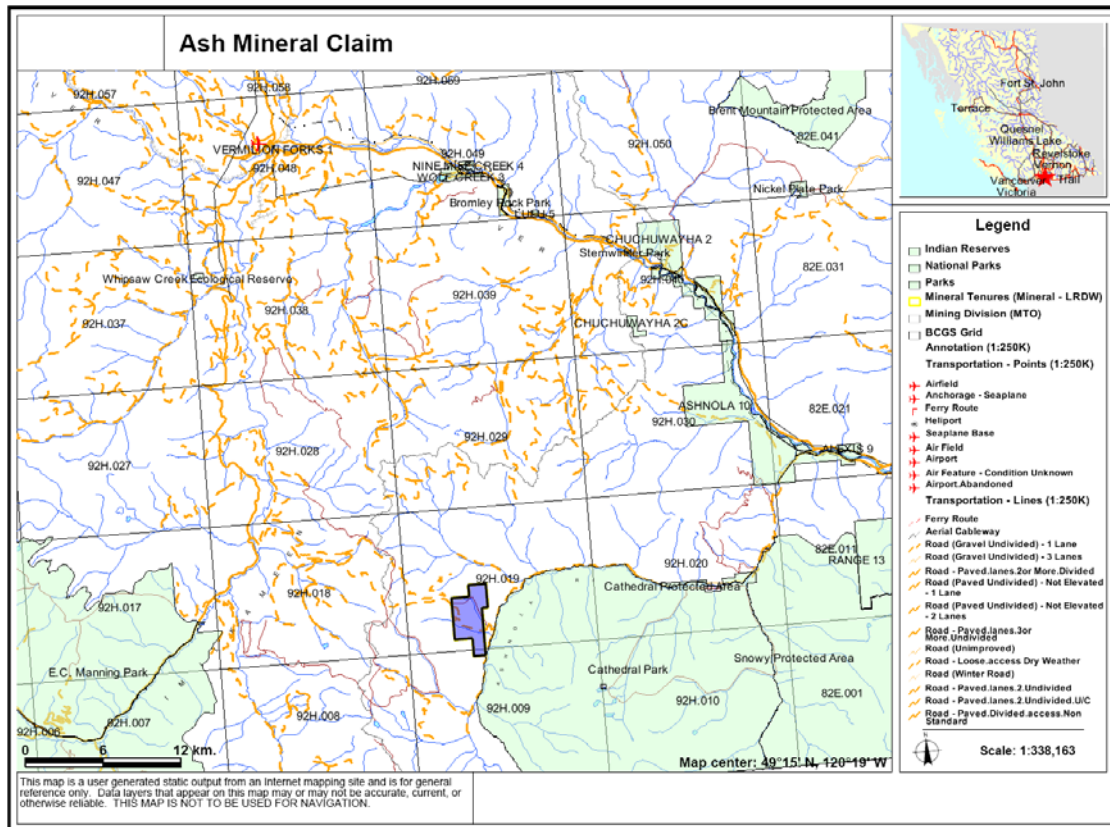 Ash Mineral Claim
92H.057
92H.058
92H.069
Brent Mountain Protected Area
82E.041
92H.050
VERMILION FORKS 1
92H.048
92H.049
NINE MILE CREEK 4
WOLF CREEK 3
92H.047
Nickel Plate Park
Bromley Rock Park
LULU 5
CHUCHUWAYHA 2
Stemwinder Park
82E.031
92H.040
Whipsaw Creek Ecological Reserve
92H.039
92H.038
92H.037
CHUCHUWAYHA 2C
ASHNOLA 10
82E.021
92H.030
92H.029
92H.028
92H.027
ALEXIS 9
82E.011
RANGE 13
92H.020
92H.019
Cathedral Protected Area
92H.018
92H.017
E.C. Manning Park
Cathedral Park
Snowy Protected Area
92H.010
82E.001
92H.009
92H.008
92H.007
92H.006
0 6 12 km.
Map center: 49°15' N, 120°19' W
This map is a user generated static output from an Internet mapping site and is for general
reference only. Data layers that appear on this map may or may not be accurate, current, or
otherwise reliable. THIS MAP IS NOT TO BE USED FOR NAVIGATION.
Fort St. John
Terrace
Quesnel
Williams Lake
Revelstoke
Vernon
Vancouver
Trail
Victoria
Legend
Indian Reserves
National Parks
Parks
Mineral Tenures (Mineral - LRDW)
Mining Division (MTO)
BCGS Grid
Annotation (1:250K)
Transportation - Points (1:250K)
Airfield
Anchorage - Seaplane
Ferry Route
Heliport
Seaplane Base
Air Field
Airport
Air Feature - Condition Unknown
Airport.Abandoned
Transportation - Lines (1:250K)
Ferry Route
Aerial Cableway
Road (Gravel Undivided) - 1 Lane
Road (Gravel Undivided) - 3 Lanes
Road - Paved.lanes.2or More.Divided
Road (Paved Undivided) - Not Elevated
- 1 Lane
Road (Paved Undivided) - Not Elevated
- 2 Lanes
Road - Paved.lanes.3or
More.Undivided
Road (Unimproved)
Road - Loose.access Dry Weather
Road (Winter Road)
Road - Paved.lanes.2.Undivided
Road - Paved.lanes.2.Undivided.U/C
Road - Paved.Divided.access.Non
Standard
Scale: 1:338,163